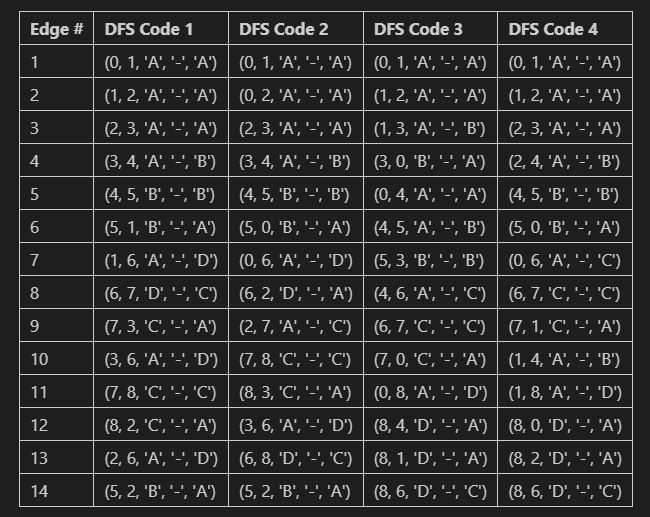 Edge # DFS Code 1 DFS Code 2 DFS Code 3 DFS Code 4
1 (0, 1, 'A', '-', 'A') (0, 1, 'A', '-', 'A') (0, 1, 'A', '-', 'A') (0, 1, 'A', '-', 'A')
2 (1, 2, 'A', '-', 'A') (0, 2, 'A', '-', 'A') (1, 2, 'A', '-', 'A') (1, 2, 'A', '-', 'A')
3 (2, 3, 'A', '-', 'A') (2, 3, 'A', '-', 'A') (1, 3, 'A', '-', 'B') (2, 3, 'A', '-', 'A')
4 (3, 4, 'A', '-', 'B') (3, 4, 'A', '-', 'B') (3, 0, 'B', '-', 'A') (2, 4, 'A', '-', 'B')
5 (4, 5, 'B', '-', 'B') (4, 5, 'B', '-', 'B') (0, 4, 'A', '-', 'A') (4, 5, 'B', '-', 'B')
6 (5, 1, 'B', '-', 'A') (5, 0, 'B', '-', 'A') (4, 5, 'A', '-', 'B') (5, 0, 'B', '-', 'A')
7 (1, 6, 'A', '-', 'D') (0, 6, 'A', '-', 'D') (5, 3, 'B', '-', 'B') (0, 6, 'A', '-', 'C')
8 (6, 7, 'D', '-', 'C') (6, 2, 'D', '-', 'A') (4, 6, 'A', '-', 'C') (6, 7, 'C', '-', 'C')
9 (7, 3, 'C', '-', 'A') (2, 7, 'A', '-', 'C') (6, 7, 'C', '-', 'C') (7, 1, 'C', '-', 'A')
10 (3, 6, 'A', '-', 'D') (7, 8, 'C', '-', 'C') (7, 0, 'C', '-', 'A') (1, 4, 'A', '-', 'B')
11 (7, 8, 'C', '-', 'C') (8, 3, 'C', '-', 'A') (0, 8, 'A', '-', 'D') (1, 8, 'A', '-', 'D')
12 (8, 2, 'C', '-', 'A') (3, 6, 'A', '-', 'D') (8, 4, 'D', '-', 'A') (8, 0, 'D', '-', 'A')
13 (2, 6, 'A', '-', 'D') (6, 8, 'D', '-', 'C') (8, 1, 'D', '-', 'A') (8, 2, 'D', '-', 'A')
14 (5, 2, 'B', '-', 'A') (5, 2, 'B', '-', 'A') (8, 6, 'D', '-', 'C') (8, 6, 'D', '-', 'C')